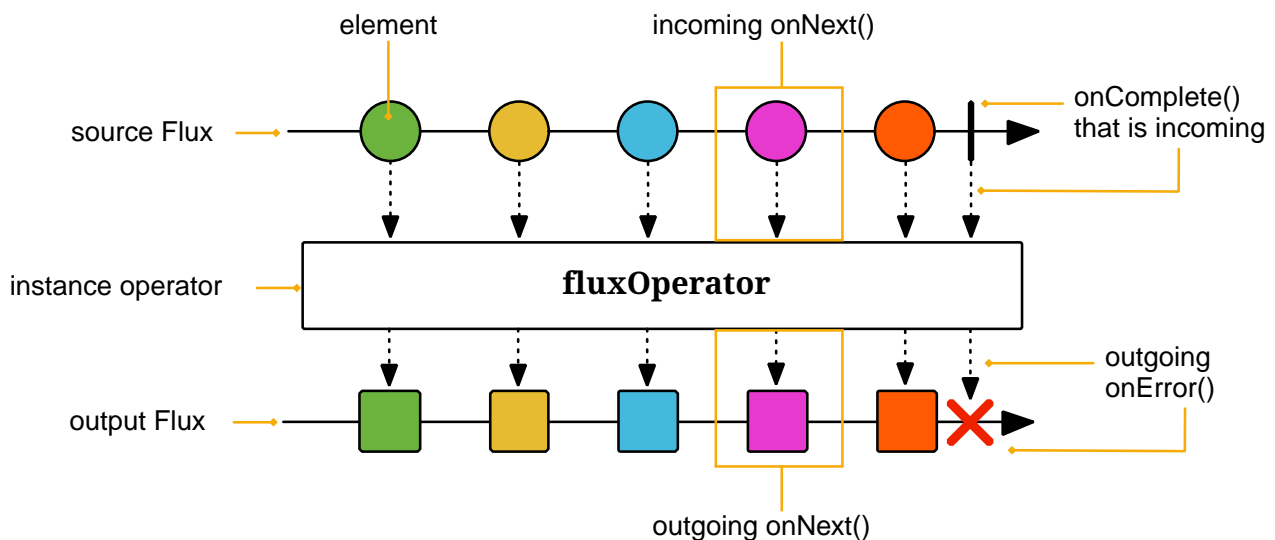 element
incoming onNext()
source Flux
onComplete()
that is incoming
instance operator
fluxOperator
outgoing
onError()
output Flux
outgoing onNext()